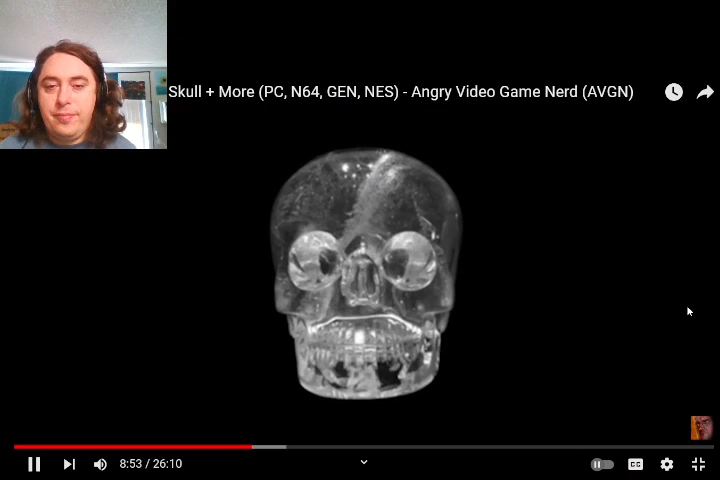 Skull + More (PC, N64, GEN, NES) - Angry Video Game Nerd (AVGN)
8:53 / 26:10
CC